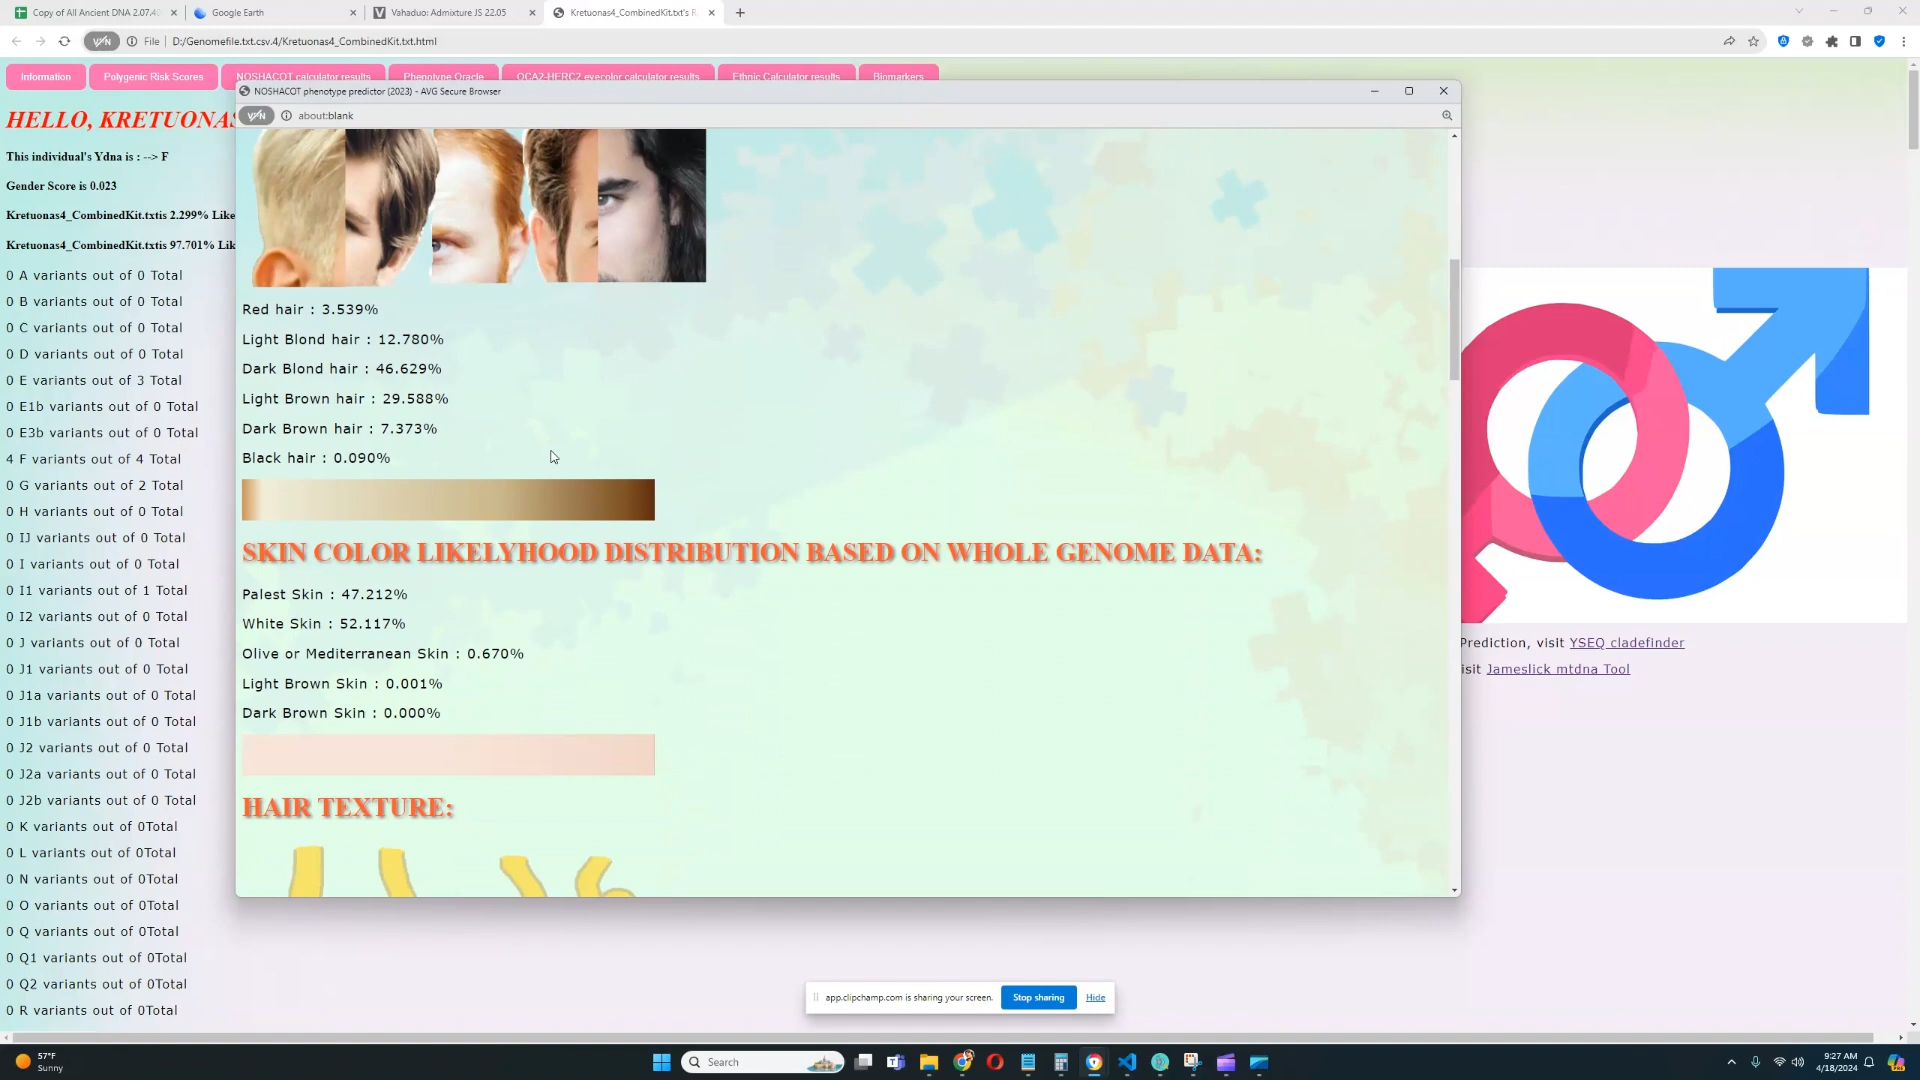 Copy of All Ancient DNA 2.07.4
Google Earth
Vahaduo: Admixture JS 22.05
Kretuonas4_CombinedKit.txt's R
File
D:/Genomefile.txt.csv.4/Kretuonas4_CombinedKit.txt.html
Information
Polygenic Risk Scores
NOSHACOT calculator results
Phenotype Oracle
OCA2-HERC2 eyecolor calculator results
Ethnic Calculator results
Biomarkers
NOSHACOT phenotype predictor (2023) - AVG Secure Browser
about:blank
HELLO, KRETUONAS
This individual's Ydna is : --> F
Gender Score is 0.023
Kretuonas4_CombinedKit.txtis 2.299% Like
Kretuonas4_CombinedKit.txtis 97.701% Lik
0 A variants out of 0 Total
0 B variants out of 0 Total
0 C variants out of 0 Total
0 D variants out of 0 Total
0 E variants out of 3 Total
0 E1b variants out of 0 Total
0 E3b variants out of 0 Total
4 F variants out of 4 Total
0 G variants out of 2 Total
0 H variants out of 0 Total
0 IJ variants out of 0 Total
0 I variants out of 0 Total
0 I1 variants out of 1 Total
0 I2 variants out of 0 Total
0 J variants out of 0 Total
0 J1 variants out of 0 Total
0 J1a variants out of 0 Total
0 J1b variants out of 0 Total
0 J2 variants out of 0 Total
0 J2a variants out of 0 Total
0 J2b variants out of 0 Total
0 K variants out of 0Total
0 L variants out of 0Total
0 N variants out of 0Total
0 O variants out of 0Total
0 Q variants out of 0Total
0 Q1 variants out of 0Total
0 Q2 variants out of 0Total
0 R variants out of 0Total
Red hair : 3.539%
Light Blond hair : 12.780%
Dark Blond hair : 46.629%
Light Brown hair : 29.588%
Dark Brown hair : 7.373%
Black hair : 0.090%
SKIN COLOR LIKELYHOOD DISTRIBUTION BASED ON WHOLE GENOME DATA:
Palest Skin : 47.212%
White Skin : 52.117%
Olive or Mediterranean Skin : 0.670%
Light Brown Skin : 0.001%
Dark Brown Skin : 0.000%
HAIR TEXTURE:
Prediction, visit YSEQ cladefinder
isit Jameslick mtdna Tool
app.clipchamp.com is sharing your screen.
Stop sharing
Hide
57°F
Sunny
Search
9:27 AM
4/18/2024